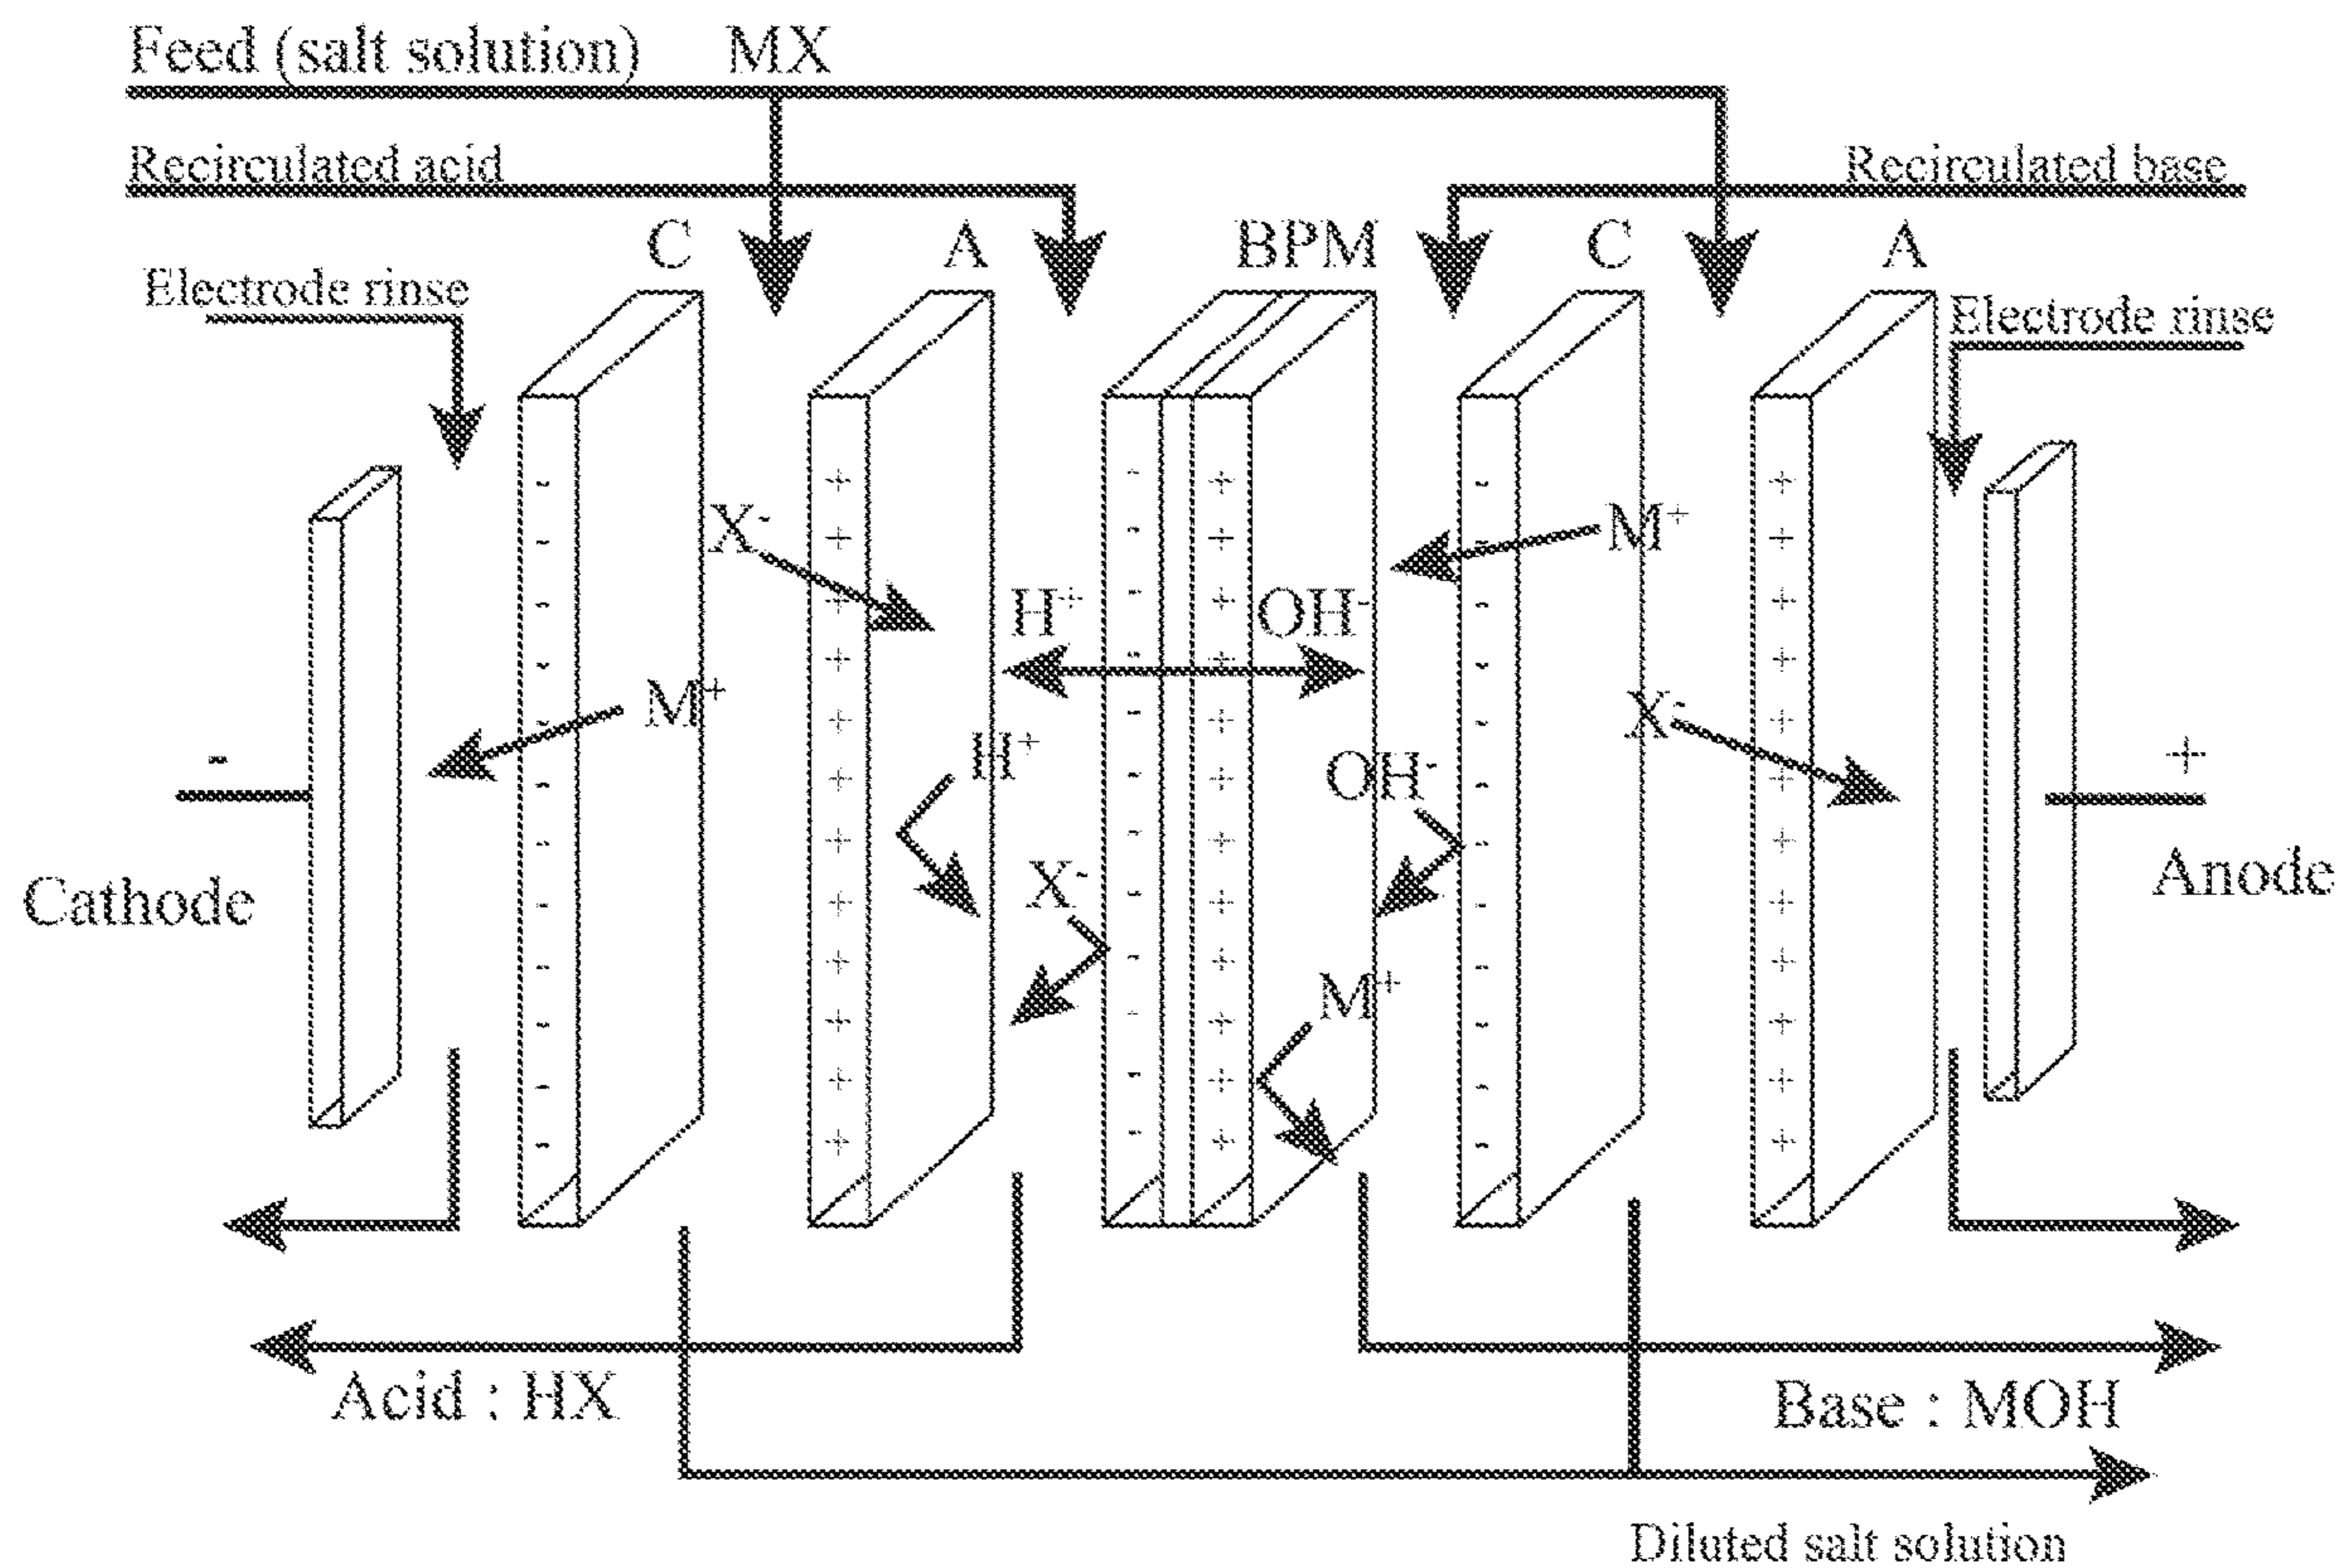 Feed (salt solution) MX
Recirculated acid
Recirculated base
C
A
BPM
C
A
Electrode rinse
Electrode rinse
X-
M+
H+
OH-
M+
X-
H+
OH-
-
+
Cathode
X-
Anode
M+
Acid : HX
Base : MOH
Diluted salt solution